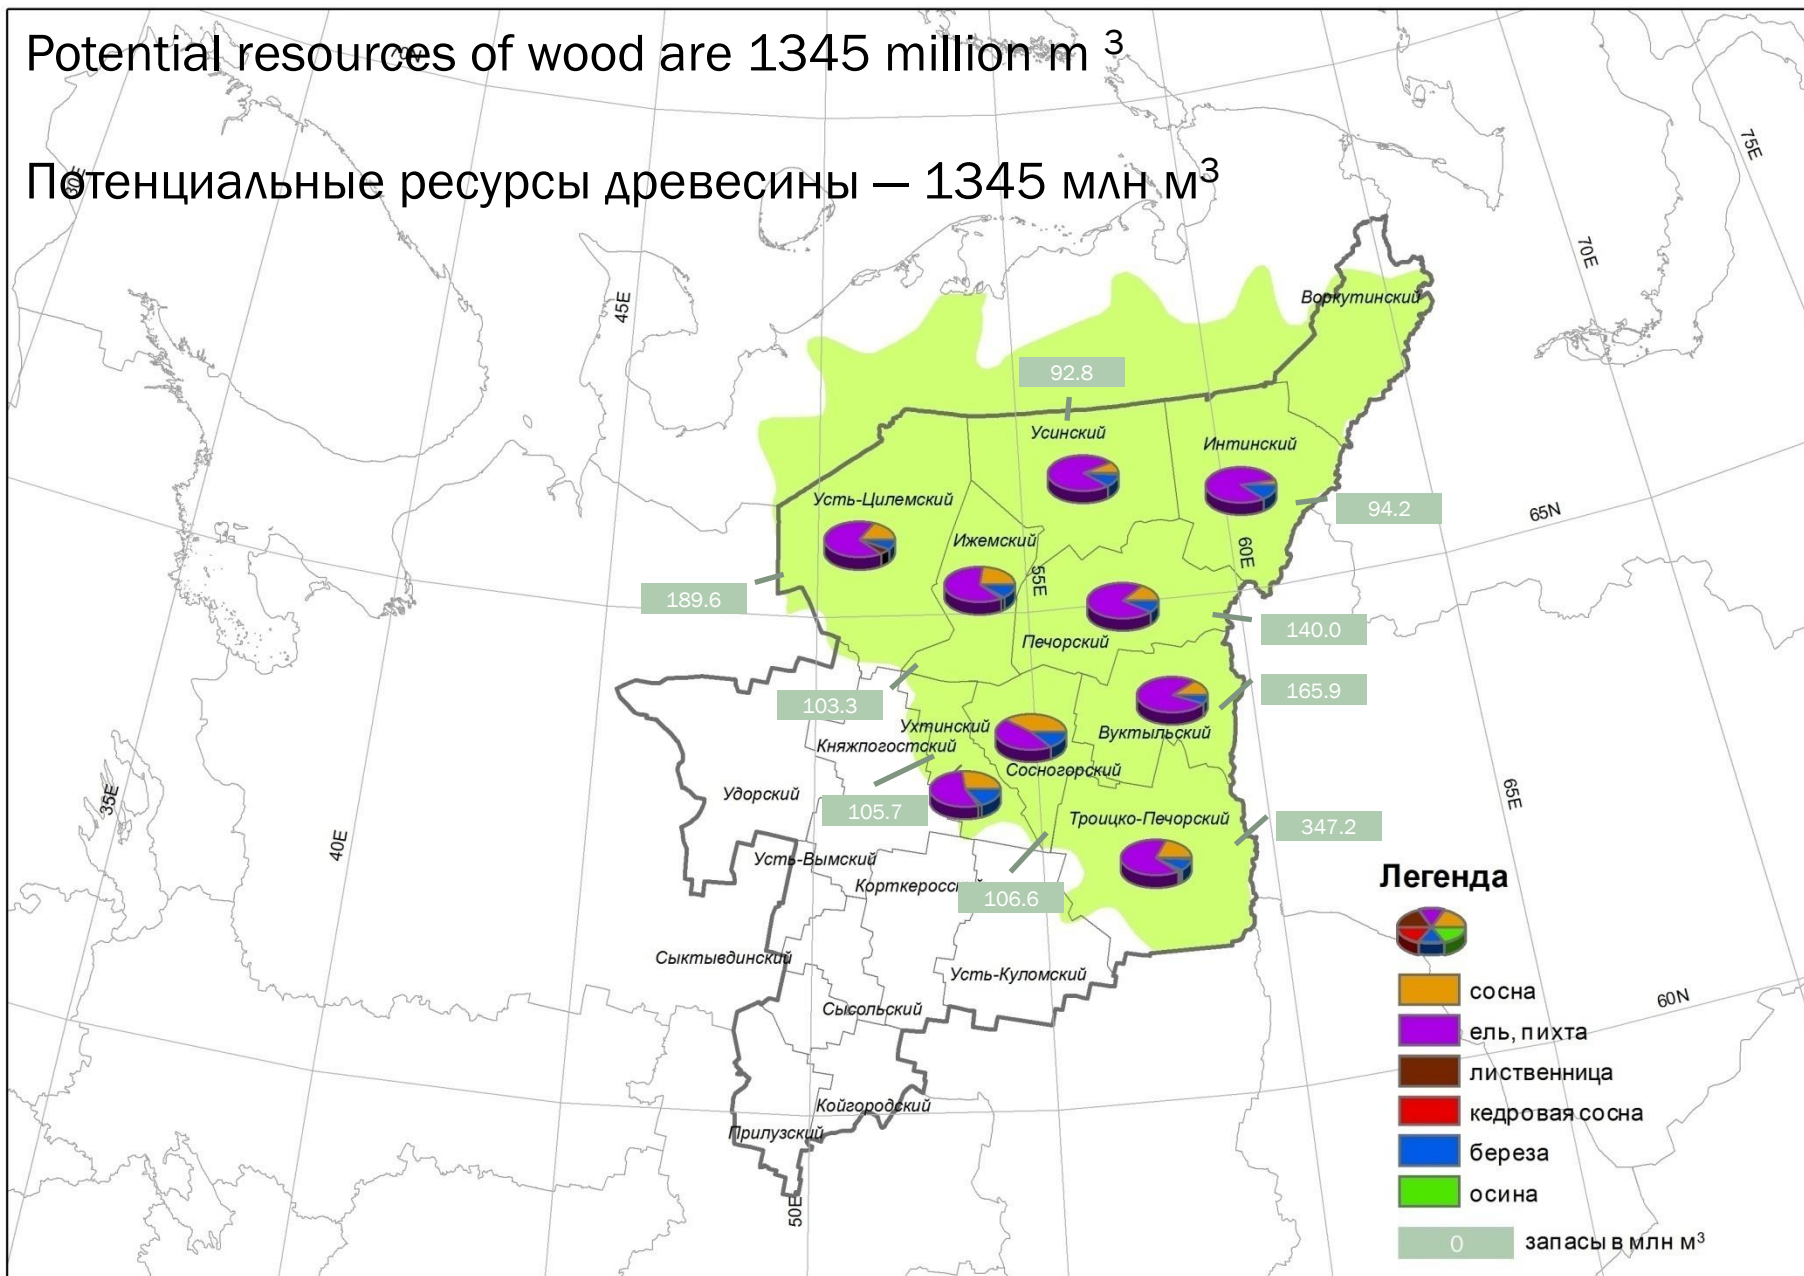 Potential resources of wood are 1345 million m ³
Потенциальные ресурсы древесины — 1345 млн м³
70E
30E
75E
70E
45E
Воркутинский
92.8
Усинский
Интинский
Усть-Цилемский
94.2
65N
Ижемский
60E
55E
189.6
Печорский
140.0
165.9
103.3
Ухтинский
Вуктыльский
Княжпогостский
Сосногорский
Удорский
35E
65E
105.7
Троицко-Печорский
347.2
40E
Усть-Вымский
Корткеросс
106.6
Легенда
Сыктывдинский
Усть-Куломский
сосна
60N
Сысольский
ель, пихта
лиственница
Койгородский
кедровая сосна
Прилузский
береза
осина
50E
0 запасы в млн м³